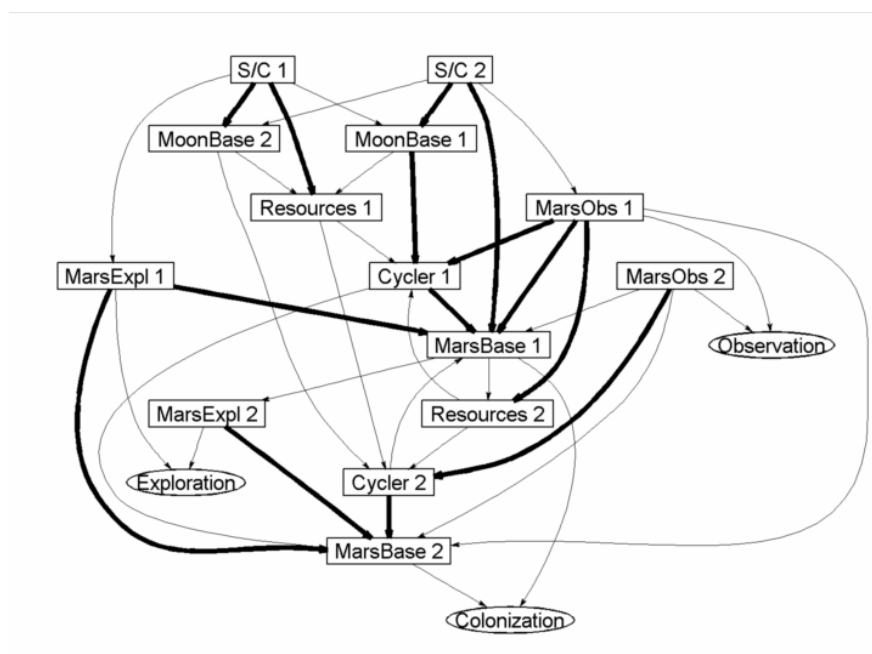 S/C 1
S/C 2
MoonBase 2
MoonBase 1
Resources 1
MarsObs 1
MarsExpl 1
Cycler 1
MarsObs 2
MarsBase 1
Observation
MarsExpl 2
Resources 2
Exploration
Cycler 2
MarsBase 2
Colonization